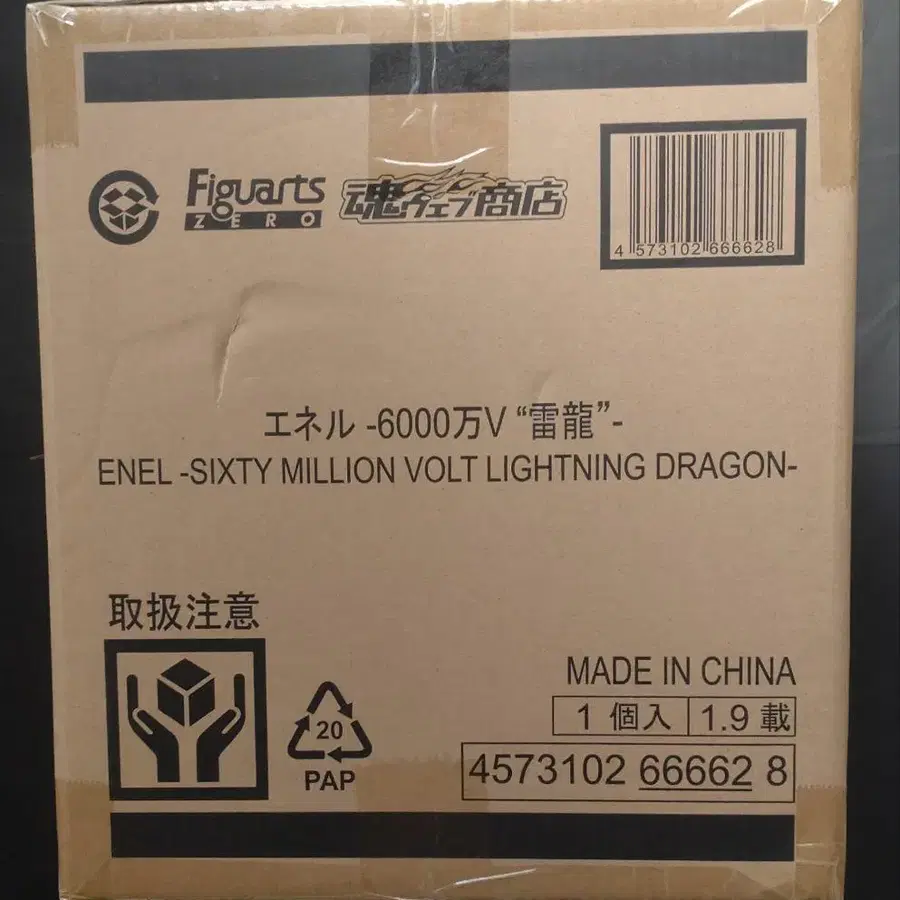 Figuarts
ZERO
魂ウェブ商店
4 573102 666628
エネル -6000万V “雷龍”-
ENEL -SIXTY MILLION VOLT LIGHTNING DRAGON-
取扱注意
20
PAP
MADE IN CHINA
1 個入 1.9 載
4573102 66662 8